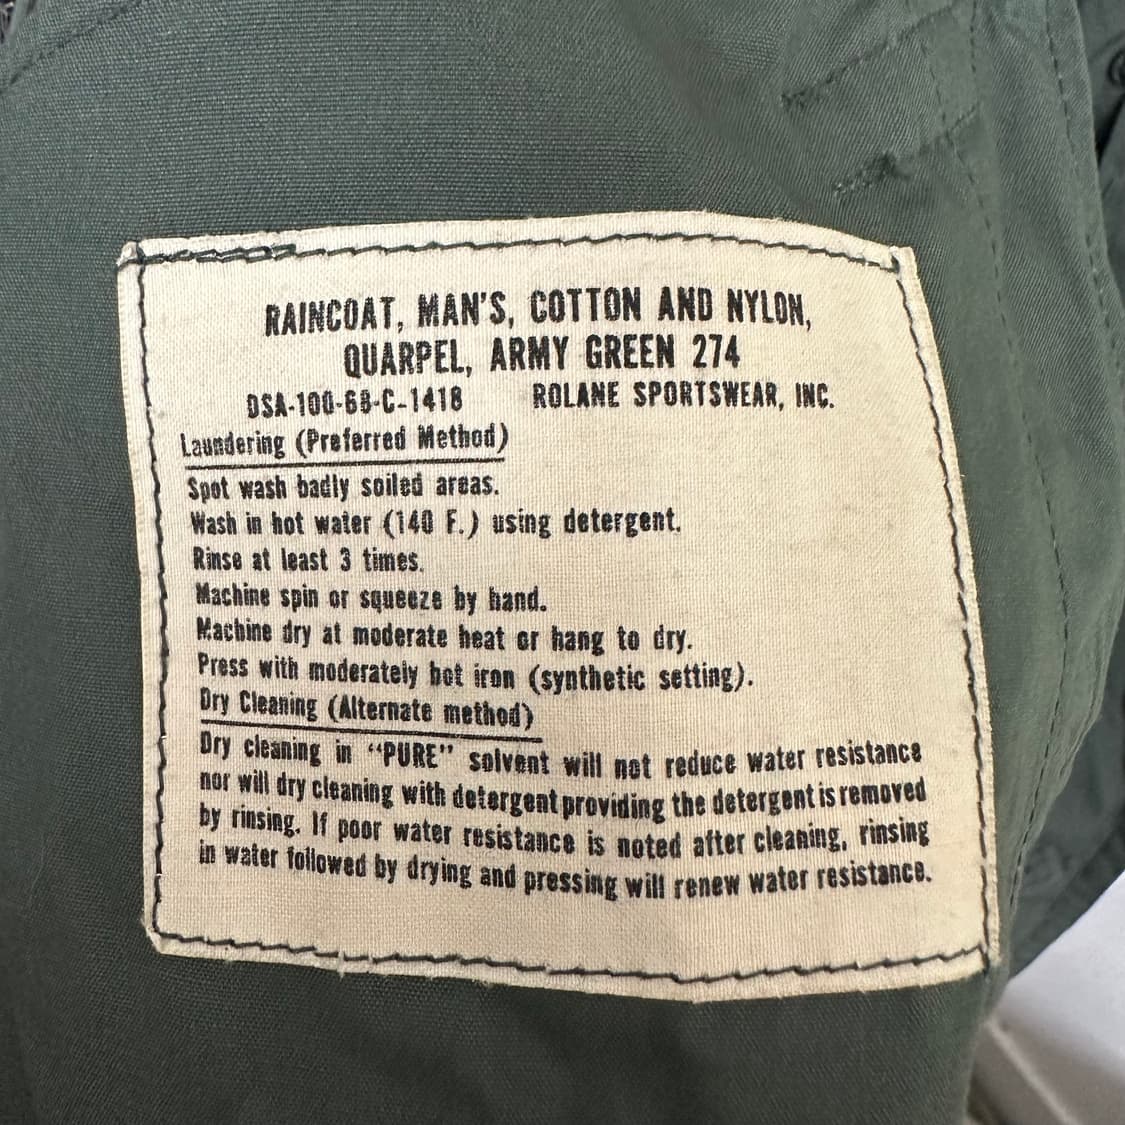 RAINCOAT, MAN'S, COTTON AND NYLON,
QUARPEL, ARMY GREEN 274
DSA-100-68-C-1418 ROLANE SPORTSWEAR, INC.
Laundering (Preferred Method)
Spot wash badly soiled areas.
Wash in hot water (140 F.) using detergent.
Rinse at least 3 times.
Machine spin or squeeze by hand.
Machine dry at moderate heat or hang to dry.
Press with moderately hot iron (synthetic setting).
Dry Cleaning (Alternate method)
Dry cleaning in “PURE” solvent will not reduce water resistance
nor will dry cleaning with detergent providing the detergent is removed
by rinsing. If poor water resistance is noted after cleaning, rinsing
in water followed by drying and pressing will renew water resistance.